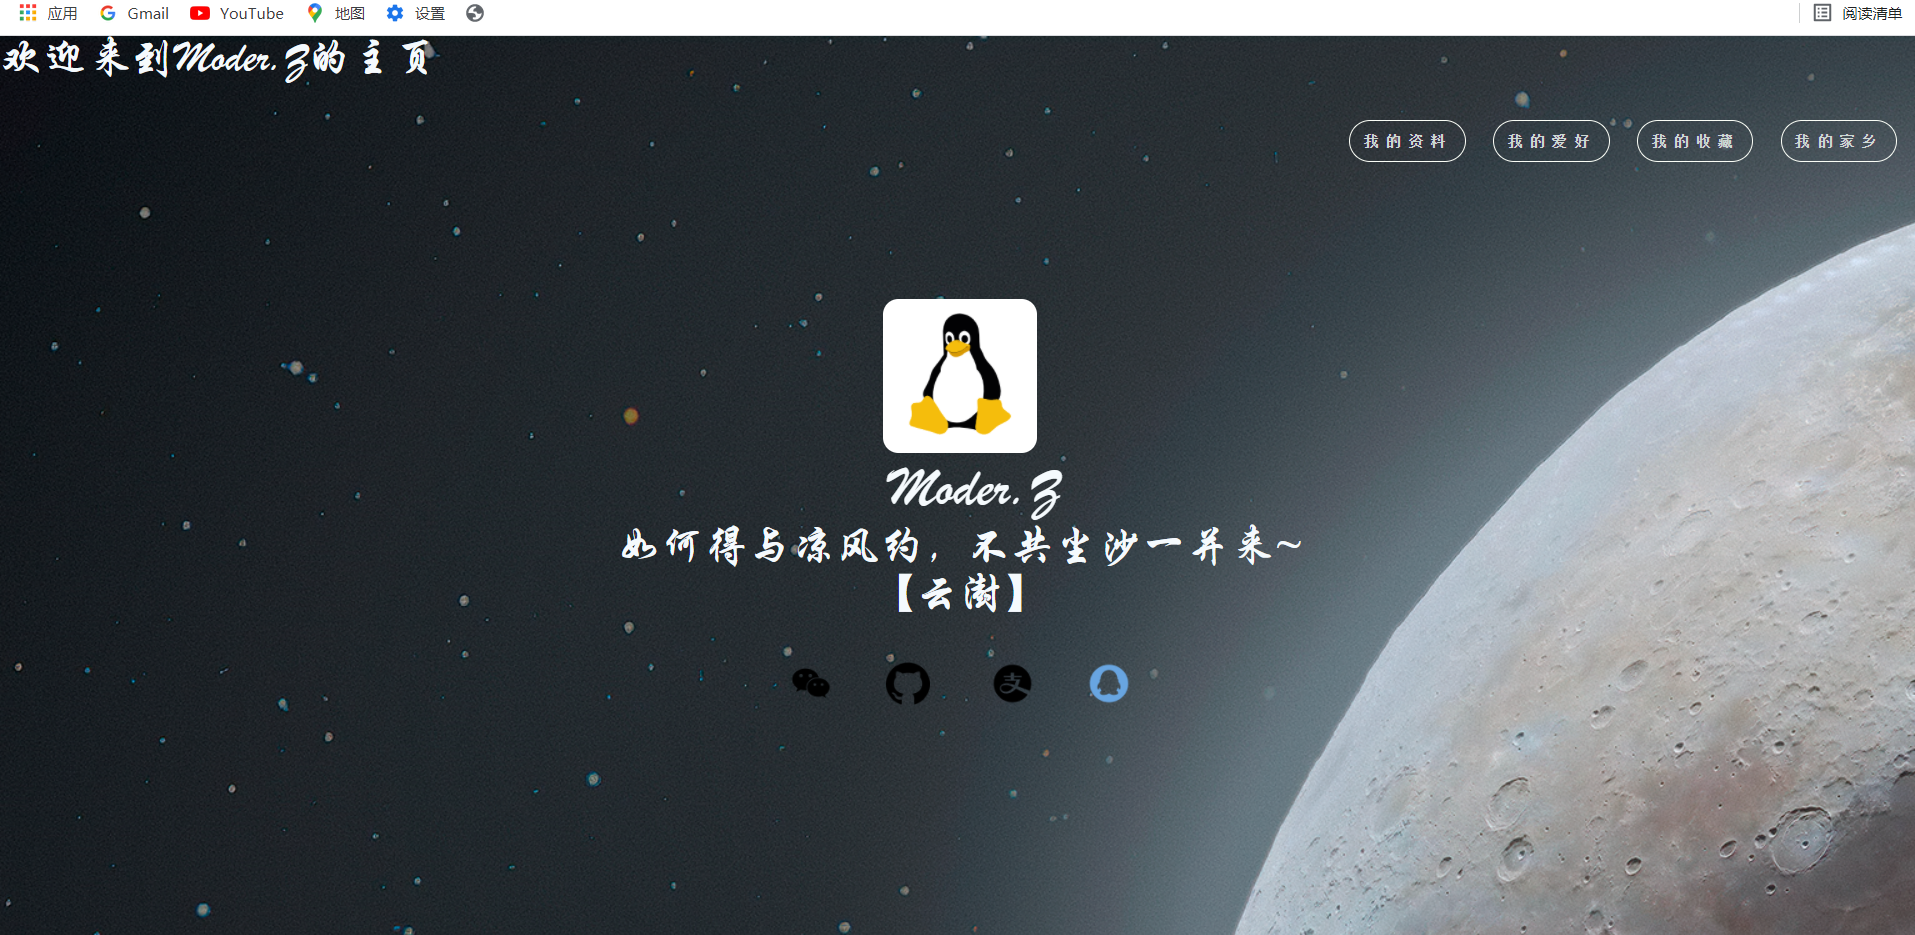 应用 Gmail YouTube 地图 设置 阅读清单
欢迎来到Moder.Z的主页
我的资料 我的爱好 我的收藏 我的家乡
Moder.Z
如何得与凉风约，不共尘沙一并来~
【云澍】
支